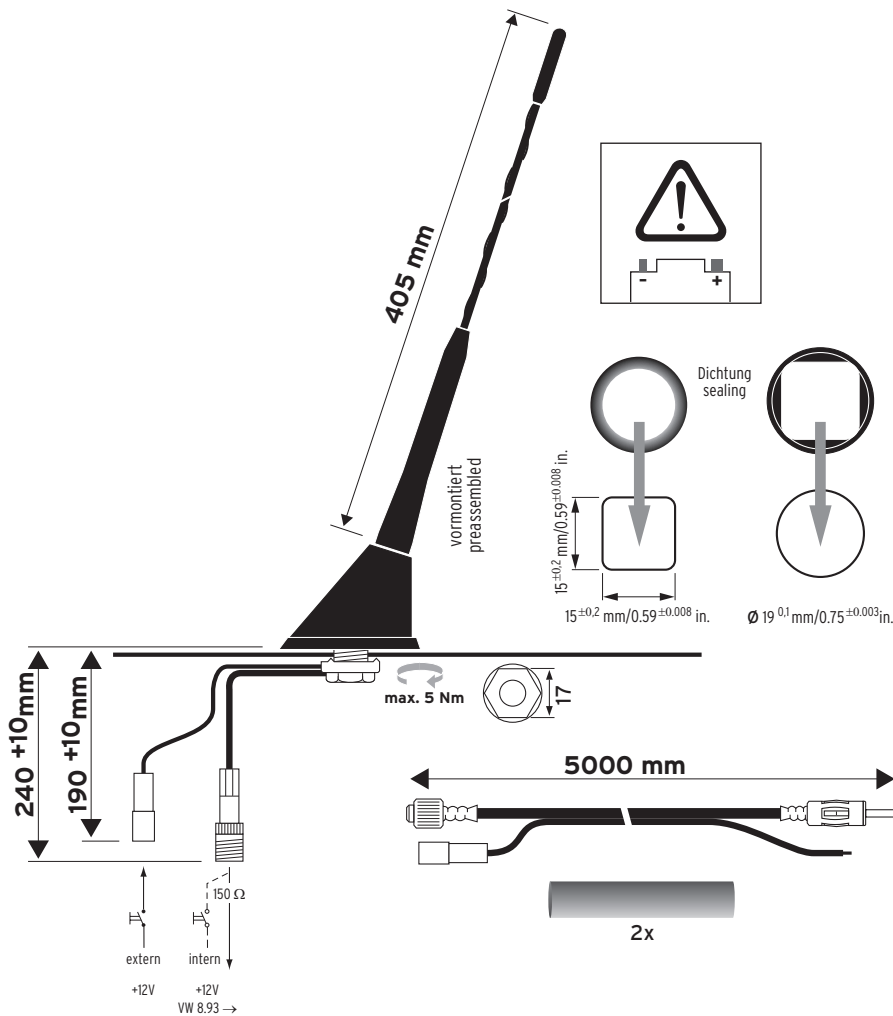 405 mm
- +
Dichtung
sealing
vormontiert
preassembled
15±0,2 mm/0.59±0.008 in.
15±0,2 mm/0.59±0.008 in.
Ø 19 0,1 mm/0.75±0.003in.
240 +10mm
190 +10mm
max. 5 Nm
17
5000 mm
150 Ω
2x
extern
intern
+12V
+12V
VW 8.93 →